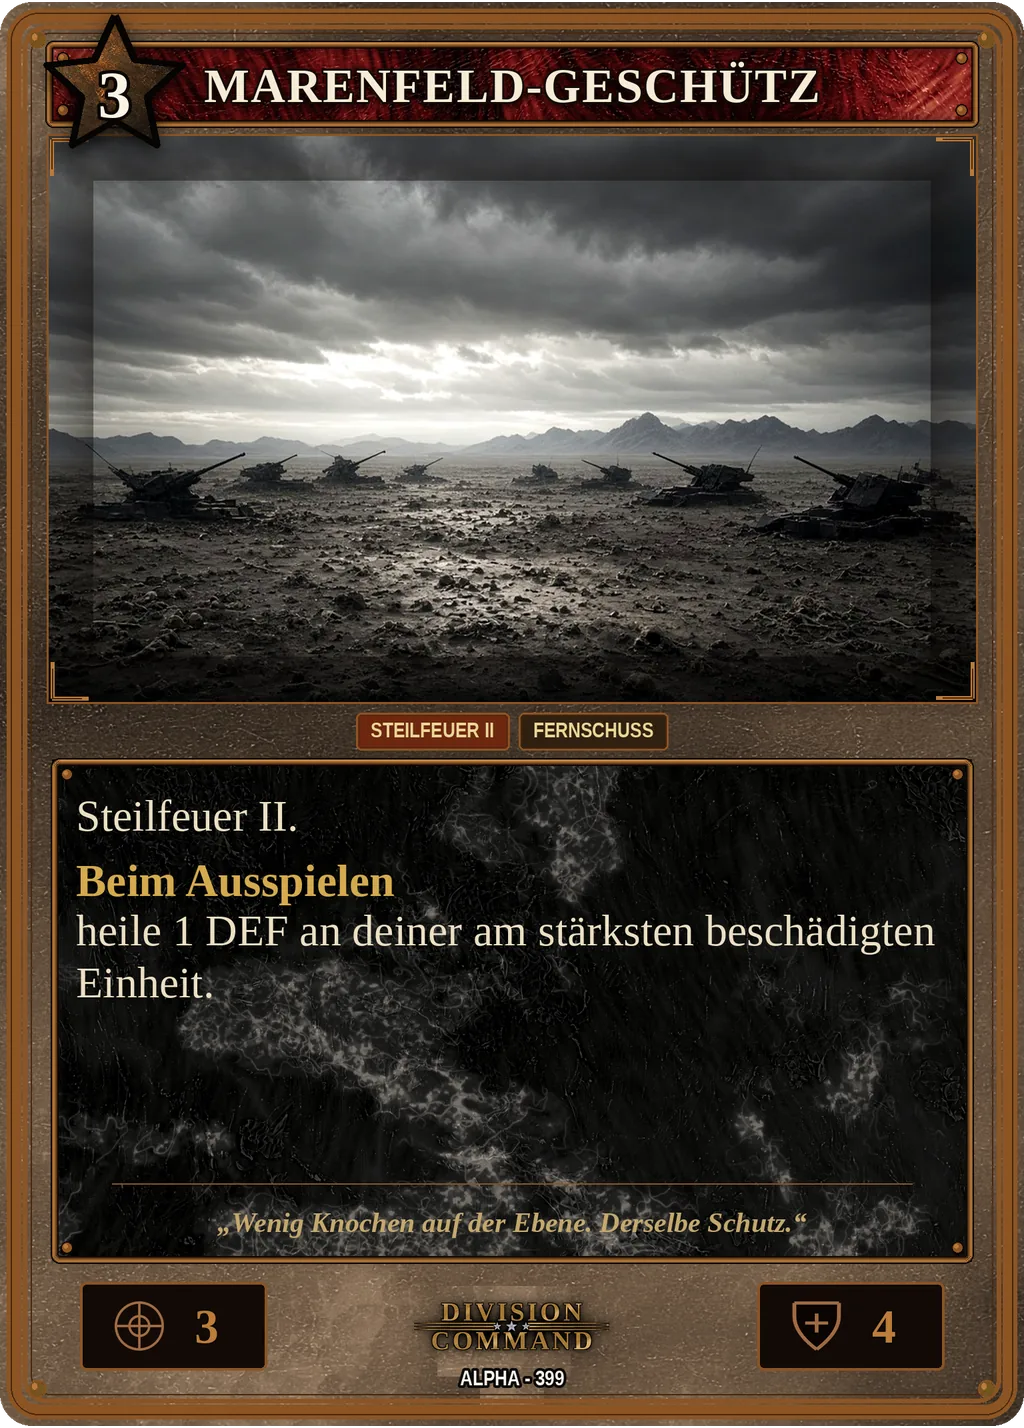 3
MARENFELD-GESCHÜTZ
STEILFEUER II
FERNSCHUSS
Steilfeuer II.
Beim Ausspielen
heile 1 DEF an deiner am stärksten beschädigten
Einheit.
„Wenig Knochen auf der Ebene. Derselbe Schutz.“
3
DIVISION
COMMAND
4
ALPHA - 399